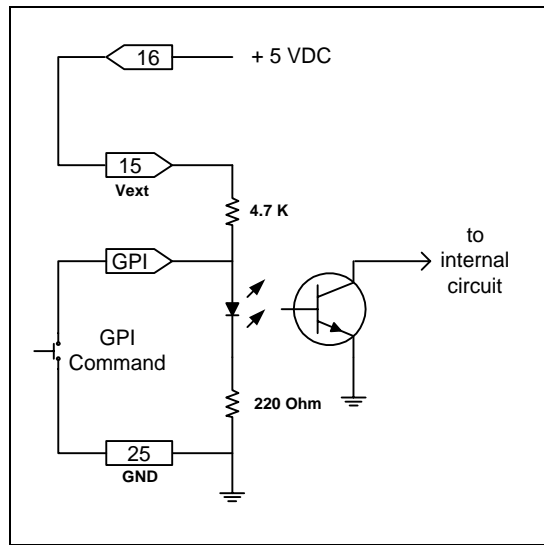 16
+ 5 VDC
15
Vext
4.7 K
GPI
to
internal
circuit
GPI
Command
220 Ohm
25
GND